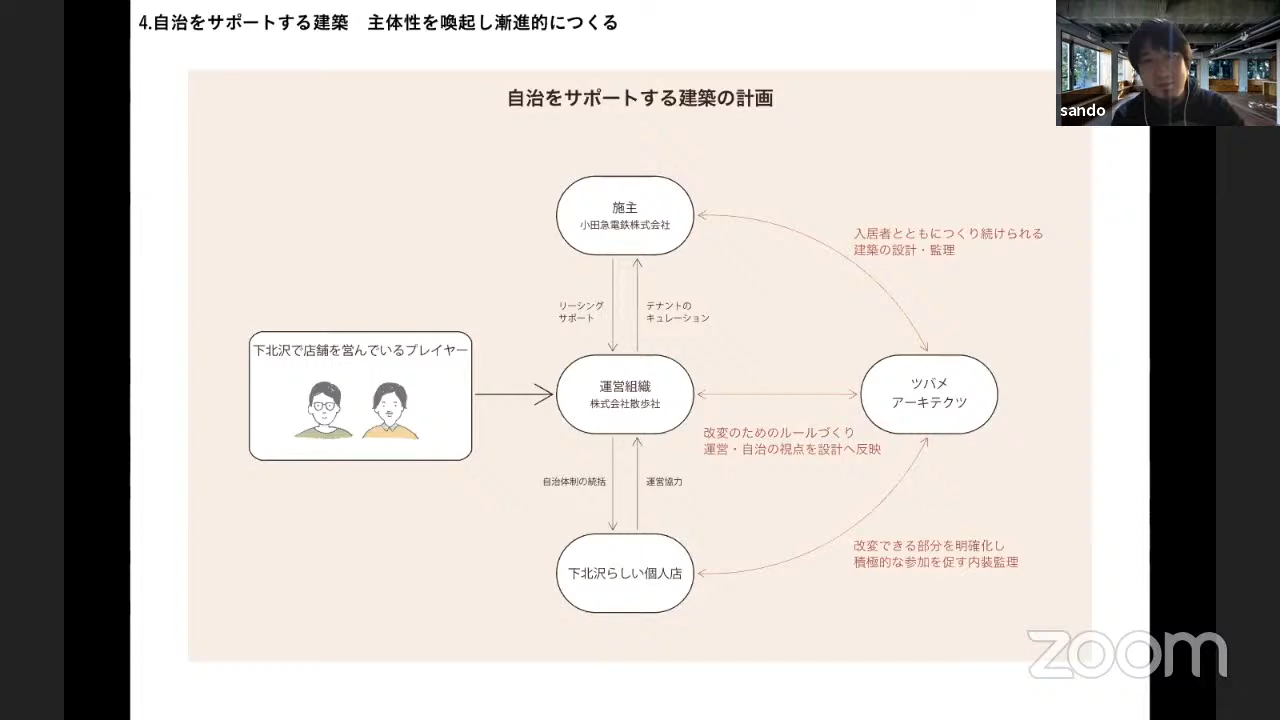 4.自治をサポートする建築　主体性を喚起し漸進的につくる
sando
自治をサポートする建築の計画
施主
小田急電鉄株式会社
入居者とともにつくり続けられる
建築の設計・監理
リーシング
サポート
テナントの
キュレーション
下北沢で店舗を営んでいるプレイヤー
運営組織
株式会社散歩社
ツバメ
アーキテクツ
改変のためのルールづくり
運営・自治の視点を設計へ反映
自治体制の統括
運営協力
下北沢らしい個人店
改変できる部分を明確化し
積極的な参加を促す内装監理
zoom